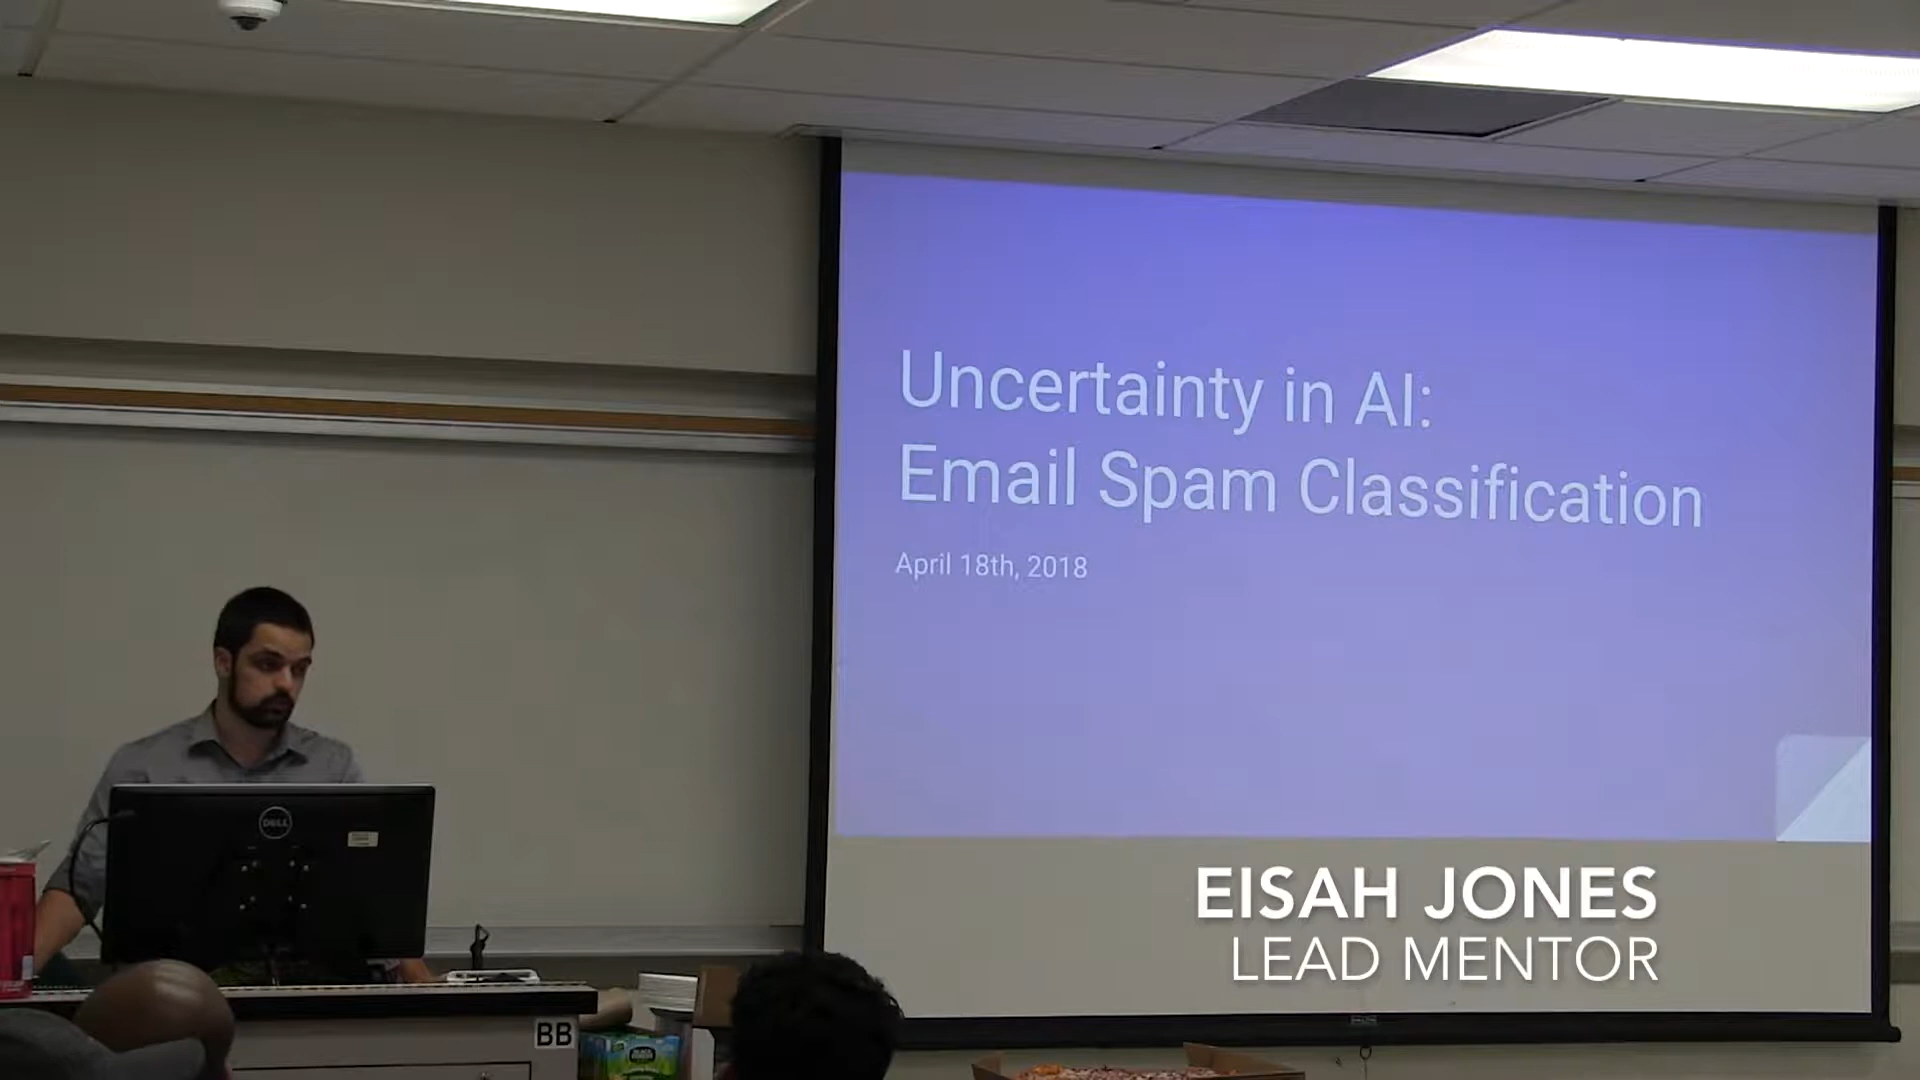 Uncertainty in AI:
Email Spam Classification
April 18th, 2018
EISAH JONES
LEAD MENTOR
DELL
BB